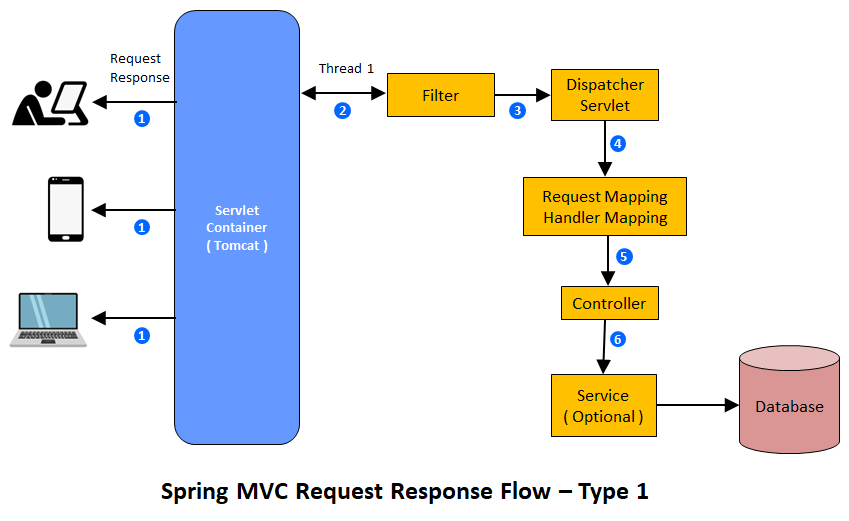 Request
Response
1
1
1
Servlet
Container
( Tomcat )
Thread 1
2
Filter
3
Dispatcher
Servlet
4
Request Mapping
Handler Mapping
5
Controller
6
Service
( Optional )
Database
Spring MVC Request Response Flow – Type 1